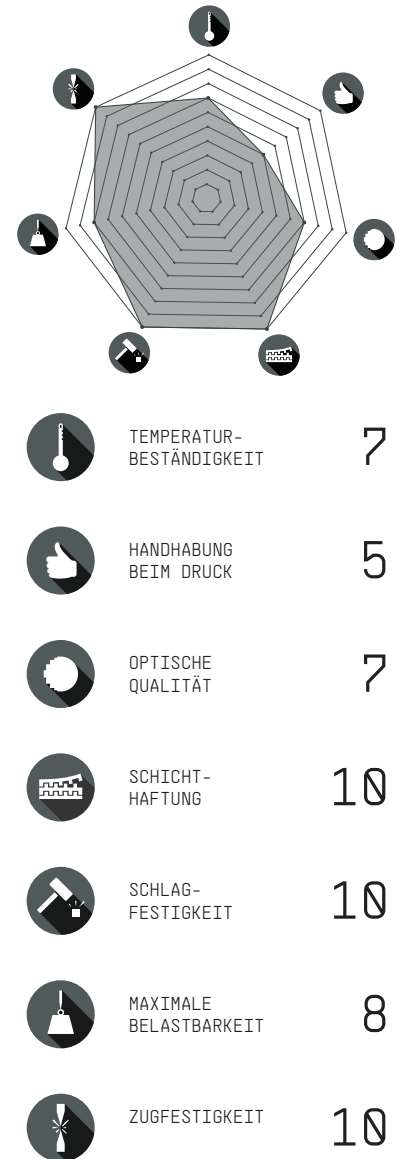 TEMPERATUR-
BESTÄNDIGKEIT
7
HANDHABUNG
BEIM DRUCK
5
OPTISCHE
QUALITÄT
7
SCHICHT-
HAFTUNG
10
SCHLAG-
FESTIGKEIT
10
MAXIMALE
BELASTBARKEIT
8
ZUGFESTIGKEIT
10